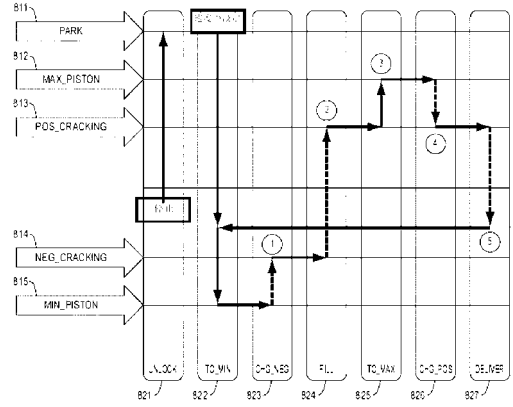 811
PARK
812
MAX_PISTON
813
POS_CRACKING
814
NEG_CRACKING
815
MIN_PISTON
1
2
3
4
5
UNLOCK
TO_MIN
CHG_NEG
FILL
TO_MAX
CHG_POS
DELIVER
821
822
823
824
825
826
827